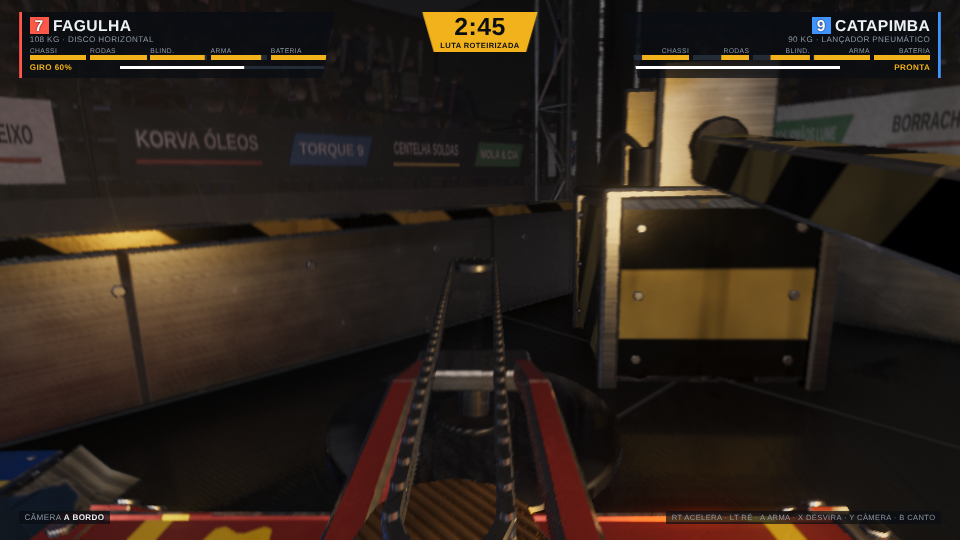 7 FAGULHA
108 KG · DISCO HORIZONTAL
CHASSI RODAS BLIND. ARMA BATERIA
GIRO 60%
2:45
LUTA ROTEIRIZADA
9 CATAPIMBA
90 KG · LANÇADOR PNEUMÁTICO
CHASSI RODAS BLIND. ARMA BATERIA
PRONTA
EIXO
KORVA ÓLEOS
TORQUE 9
CENTELHA SOLDAS
MOLA & CIA
BORRACH
CÂMERA A BORDO
RT ACELERA · LT RÉ · A ARMA · X DESVIRA · Y CÂMERA · B CANTO